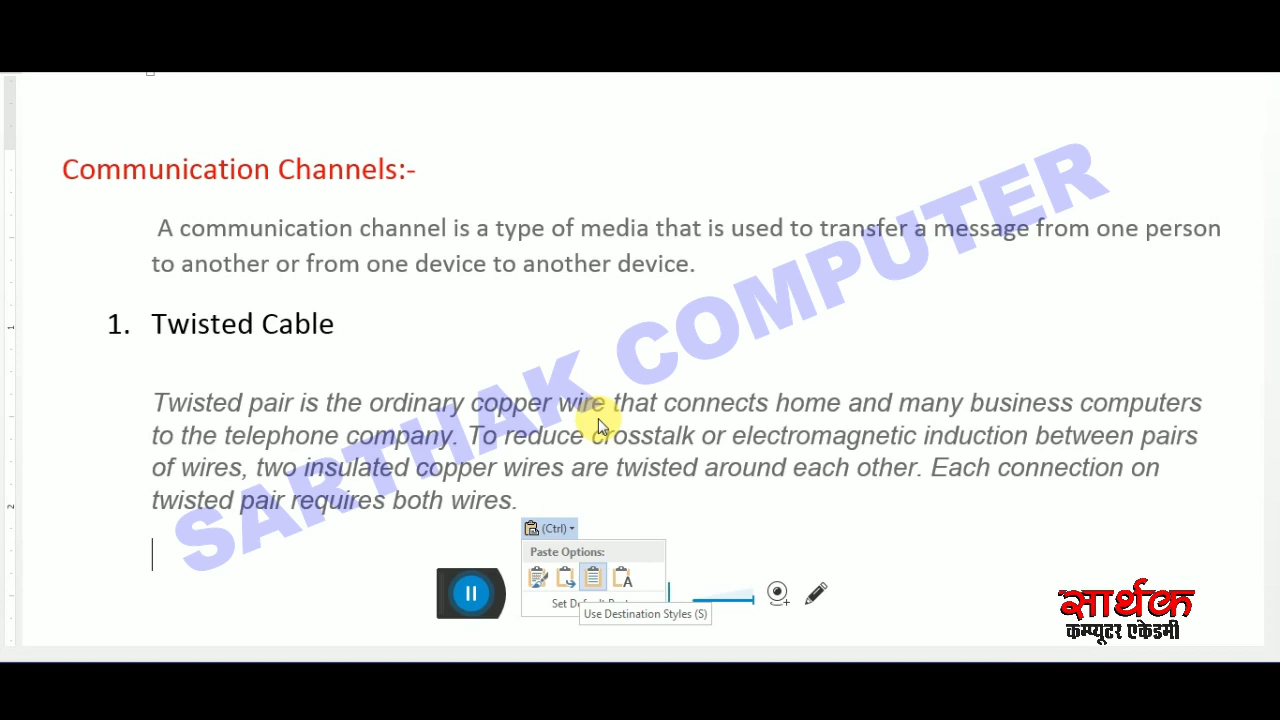 Communication Channels:-
A communication channel is a type of media that is used to transfer a message from one person
to another or from one device to another device.
1. Twisted Cable
Twisted pair is the ordinary copper wire that connects home and many business computers
to the telephone company. To reduce crosstalk or electromagnetic induction between pairs
of wires, two insulated copper wires are twisted around each other. Each connection on
twisted pair requires both wires.
SARTHAK COMPUTER
(Ctrl)
Paste Options:
Set
Use Destination Styles (S)
सार्थक
कम्प्यूटर एकेडमी
1
2